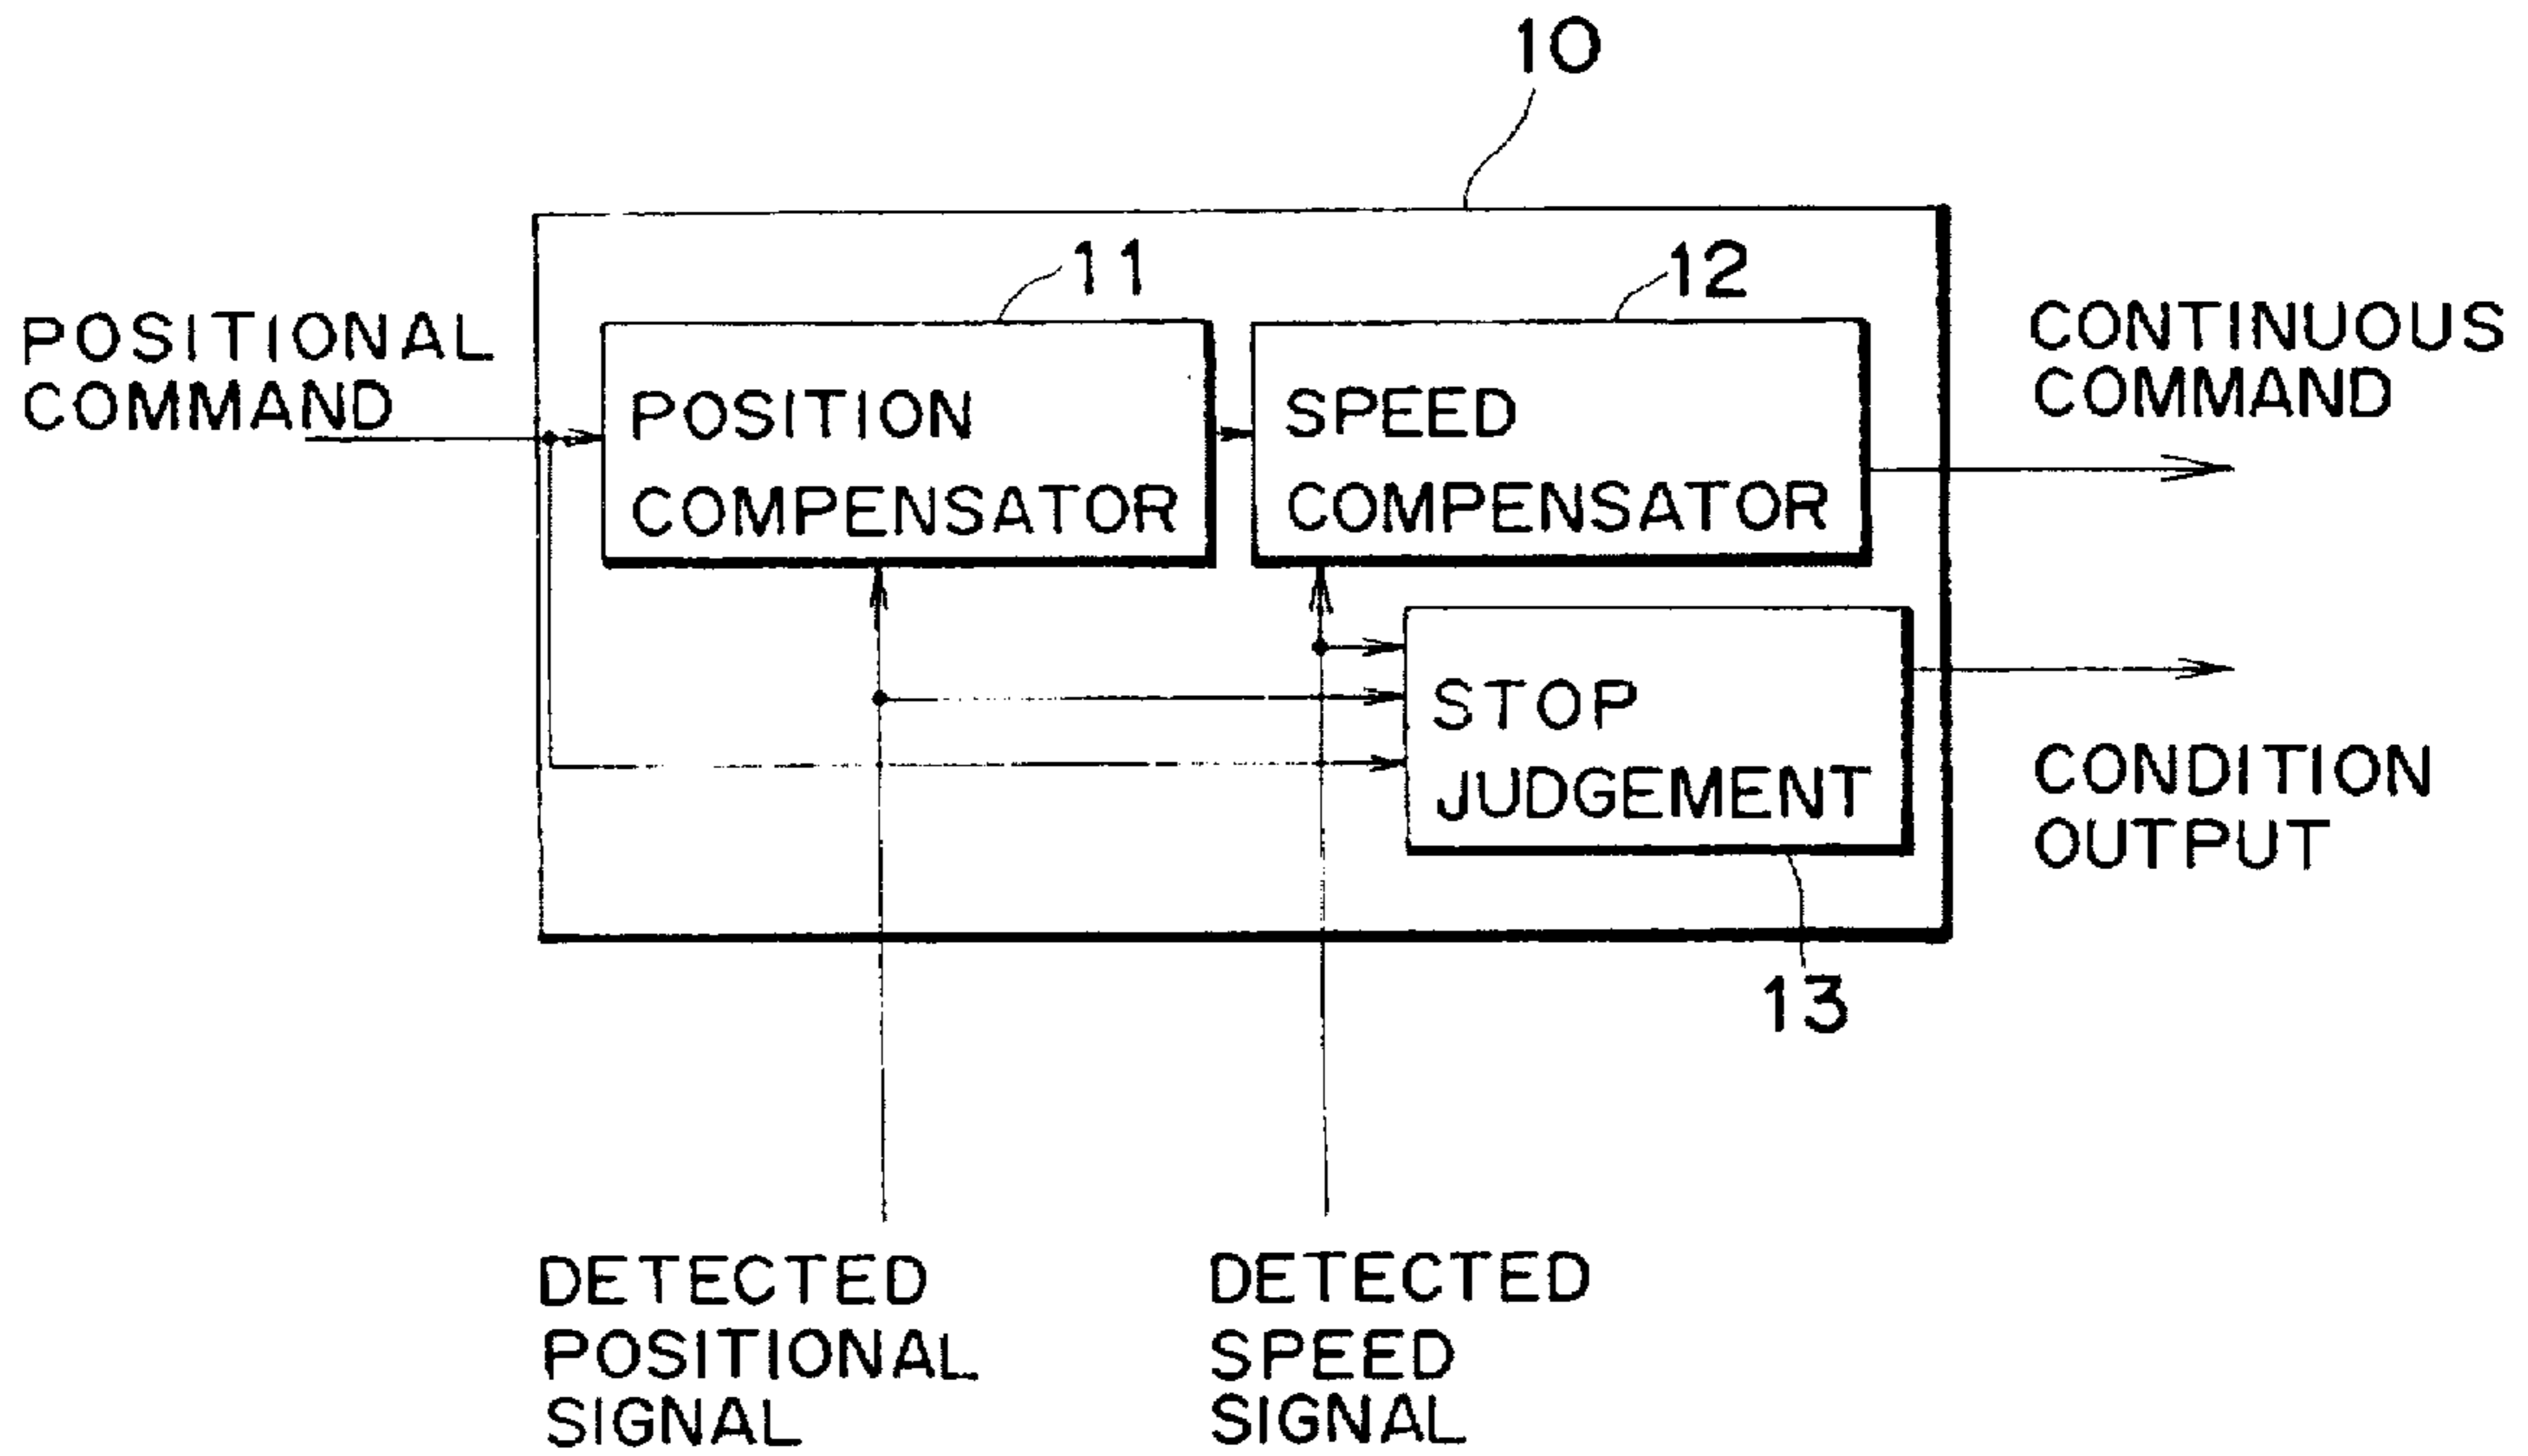 10
11
12
POSITIONAL
COMMAND
POSITION
COMPENSATOR
SPEED
COMPENSATOR
CONTINUOUS
COMMAND
STOP
JUDGEMENT
CONDITION
OUTPUT
13
DETECTED
POSITIONAL
SIGNAL
DETECTED
SPEED
SIGNAL